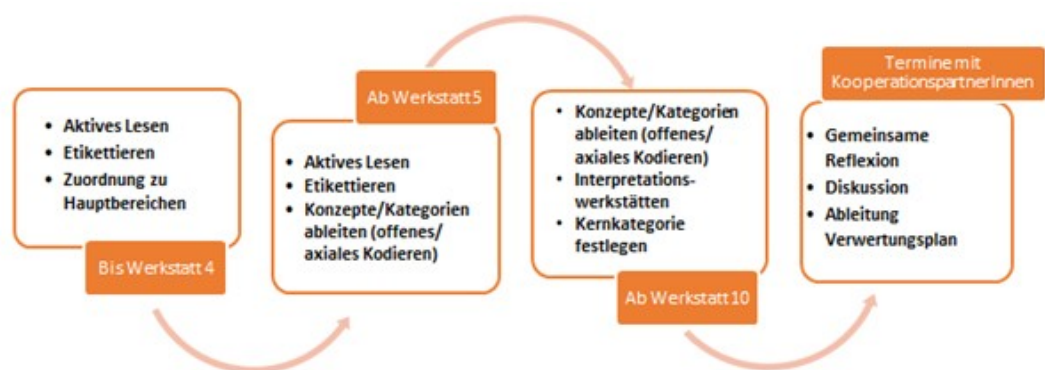 • Aktives Lesen
• Etikettieren
• Zuordnung zu
Hauptbereichen
Bis Werkstatt 4
Ab Werkstatt 5
• Aktives Lesen
• Etikettieren
• Konzepte/Kategorien
ableiten (offenes/
axiales Kodieren)
• Konzepte/Kategorien
ableiten (offenes/
axiales Kodieren)
• Interpretations-
werkstätten
• Kernkategorie
festlegen
Ab Werkstatt 10
Termine mit
KooperationspartnerInnen
• Gemeinsame
Reflexion
• Diskussion
• Ableitung
Verwertungsplan